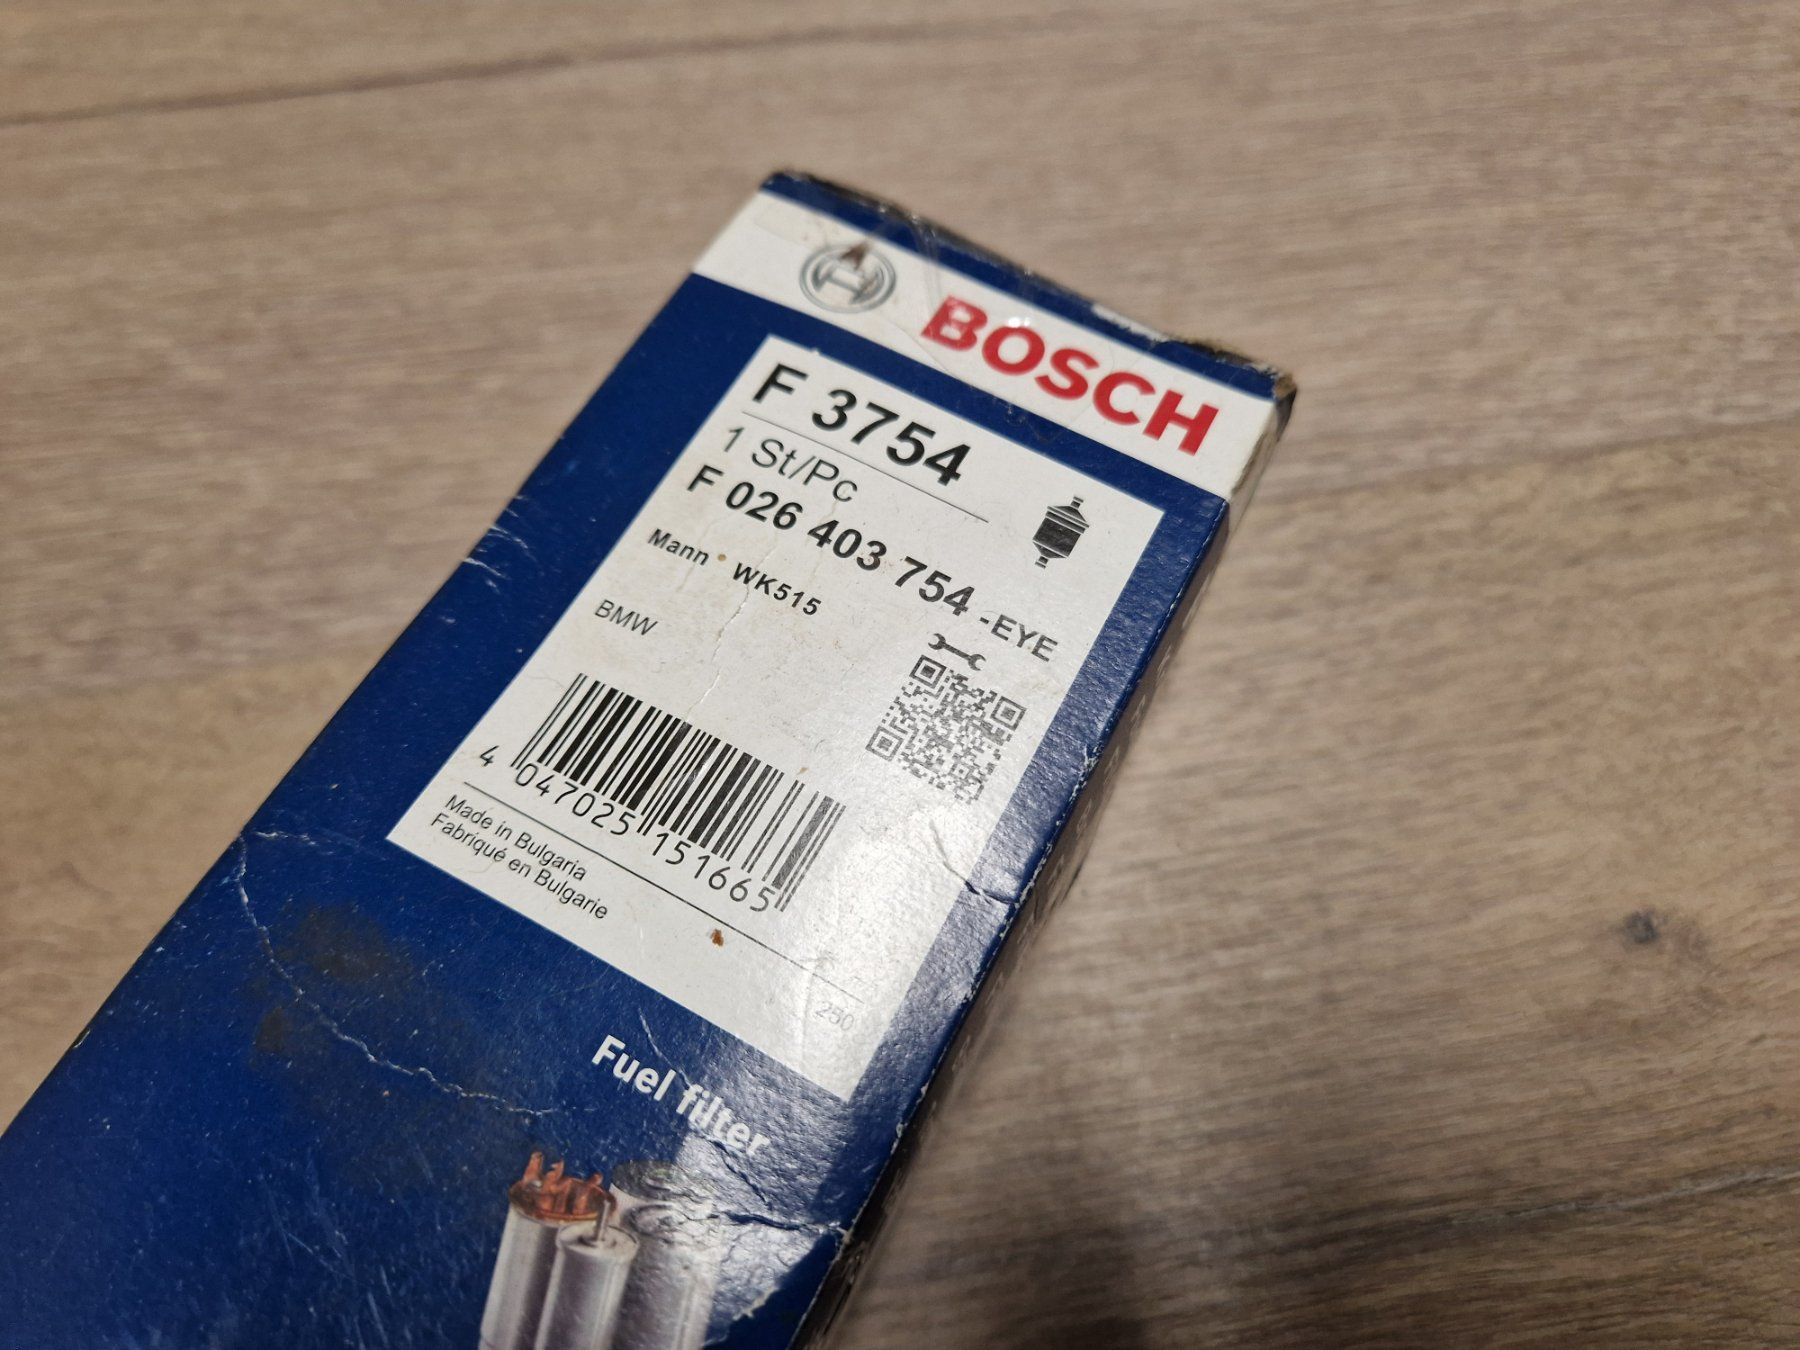 BOSCH
F 3754
1 St/Pc
F 026 403 754 -EYE
Mann WK515
BMW
4 047025 151665
Made in Bulgaria
Fabriqué en Bulgarie
250
Fuel filter